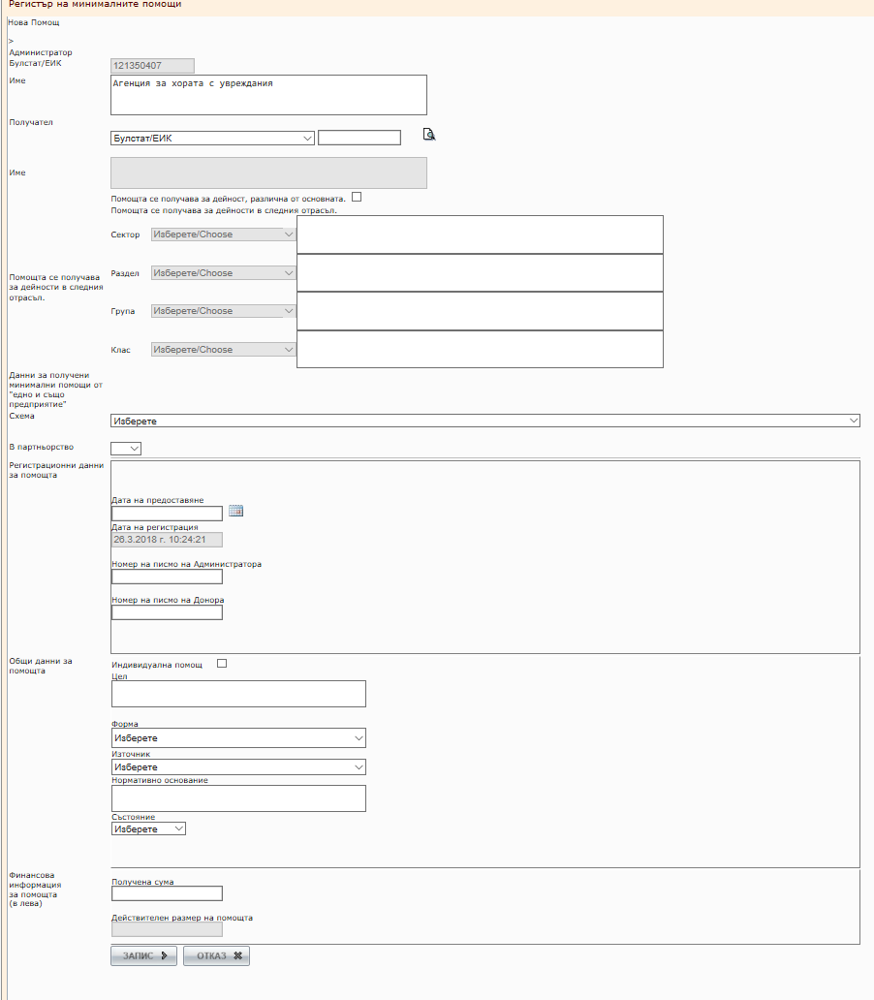 Регистър на минималните помощи
Нова Помощ
>
Администратор
Булстат/ЕИК
121350407
Име
Агенция за хората с увреждания
Получател
Булстат/ЕИК
Име
Помощта се получава за дейност, различна от основната.
Помощта се получава за дейности в следния отрасъл.
Помощта се получава
за дейности в следния
отрасъл.
Сектор
Изберете/Choose
Раздел
Изберете/Choose
Група
Изберете/Choose
Клас
Изберете/Choose
Данни за получени
минимални помощи от
"едно и също
предприятие"
Схема
Изберете
В партньорство
Регистрационни данни
за помощта
Дата на предоставяне
Дата на регистрация
26.3.2018 г. 10:24:21
Номер на писмо на Администратора
Номер на писмо на Донора
Общи данни за
помощта
Индивидуална помощ
Цел
Форма
Изберете
Източник
Изберете
Нормативно основание
Състояние
Изберете
Финансова
информация
за помощта
(в лева)
Получена сума
Действителен размер на помощта
ЗАПИС
ОТКАЗ